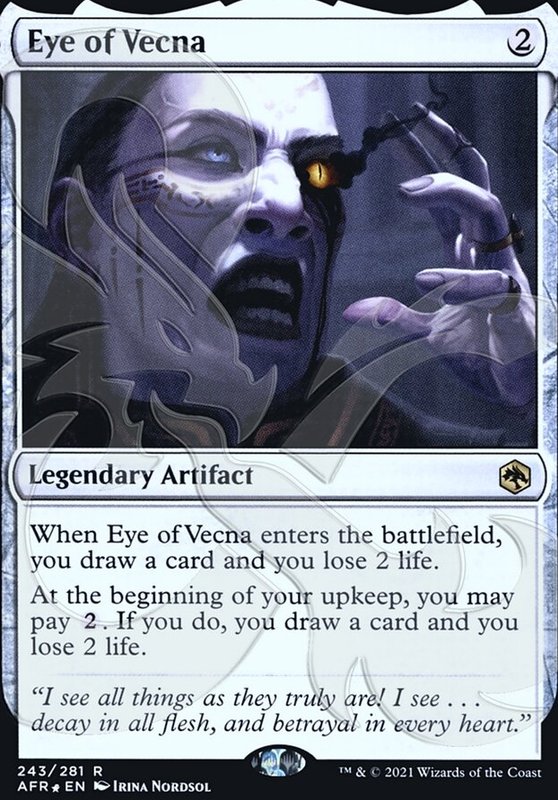 Eye of Vecna 2
Legendary Artifact
When Eye of Vecna enters the battlefield,
you draw a card and you lose 2 life.
At the beginning of your upkeep, you may
pay 2. If you do, you draw a card and you
lose 2 life.
“I see all things as they truly are! I see . . .
decay in all flesh, and betrayal in every heart.”
243/281 R
AFR★EN Irina Nordsol
™ & © 2021 Wizards of the Coast